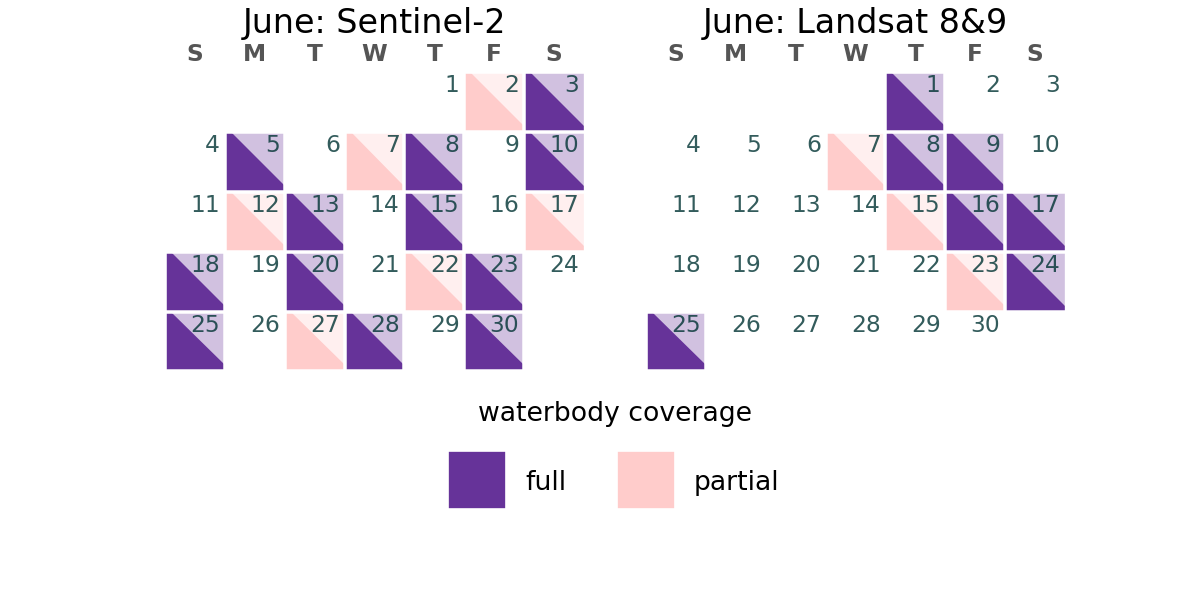 June: Sentinel-2
S M T W T F S
1 2 3
4 5 6 7 8 9 10
11 12 13 14 15 16 17
18 19 20 21 22 23 24
25 26 27 28 29 30
June: Landsat 8&9
S M T W T F S
1 2 3
4 5 6 7 8 9 10
11 12 13 14 15 16 17
18 19 20 21 22 23 24
25 26 27 28 29 30
waterbody coverage
full partial